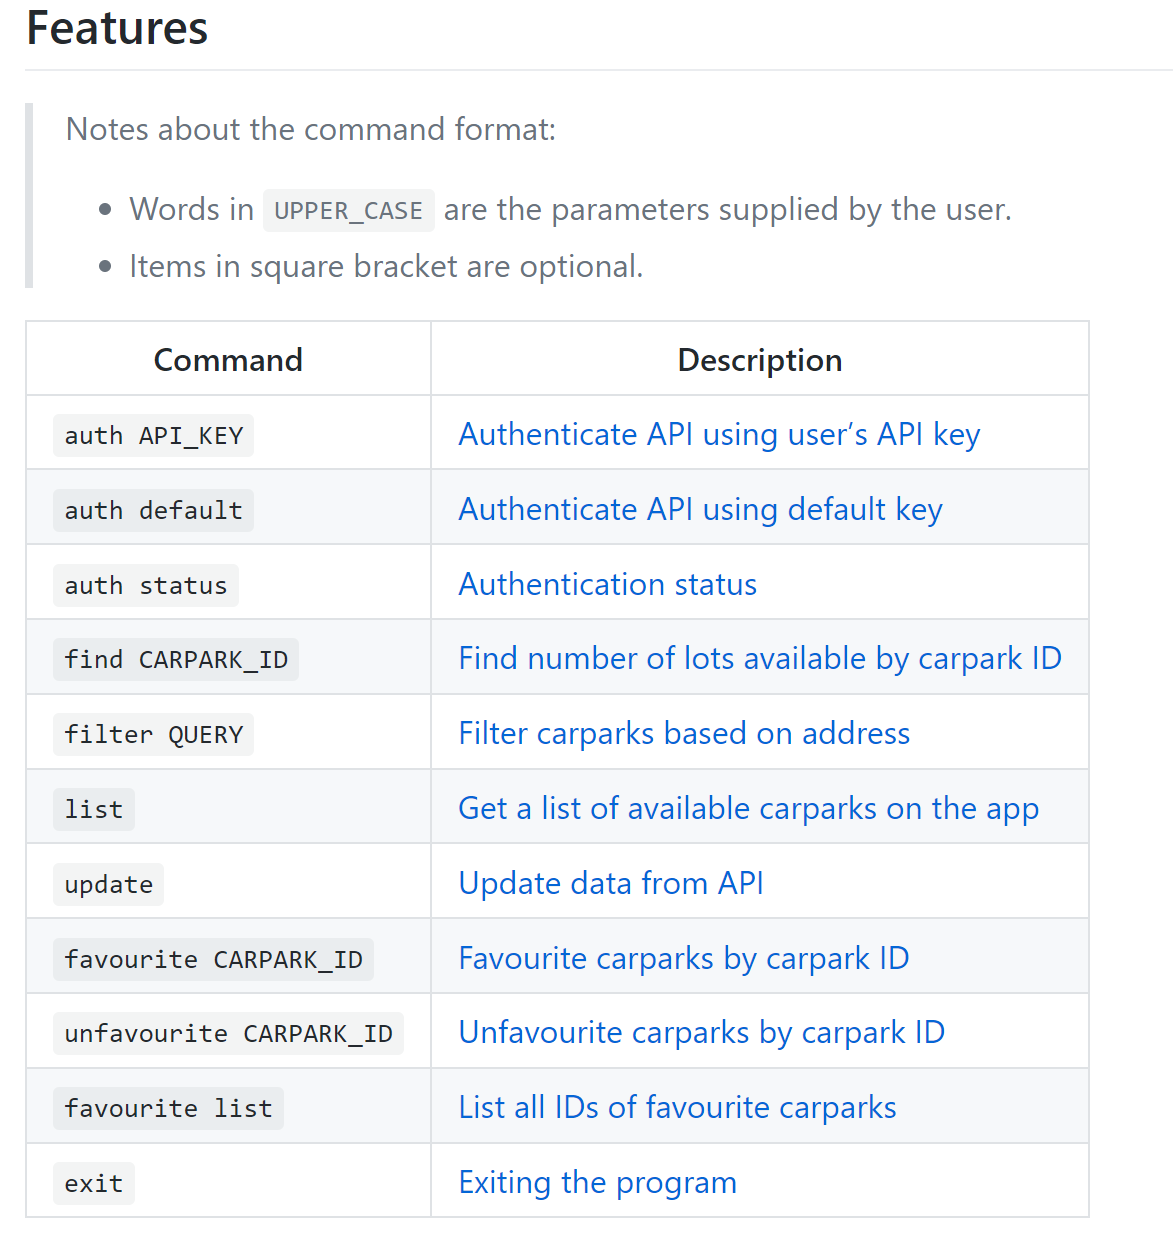 Features
Notes about the command format:
Words in UPPER_CASE are the parameters supplied by the user.
Items in square bracket are optional.
Command Description
auth API_KEY Authenticate API using user’s API key
auth default Authenticate API using default key
auth status Authentication status
find CARPARK_ID Find number of lots available by carpark ID
filter QUERY Filter carparks based on address
list Get a list of available carparks on the app
update Update data from API
favourite CARPARK_ID Favourite carparks by carpark ID
unfavourite CARPARK_ID Unfavourite carparks by carpark ID
favourite list List all IDs of favourite carparks
exit Exiting the program